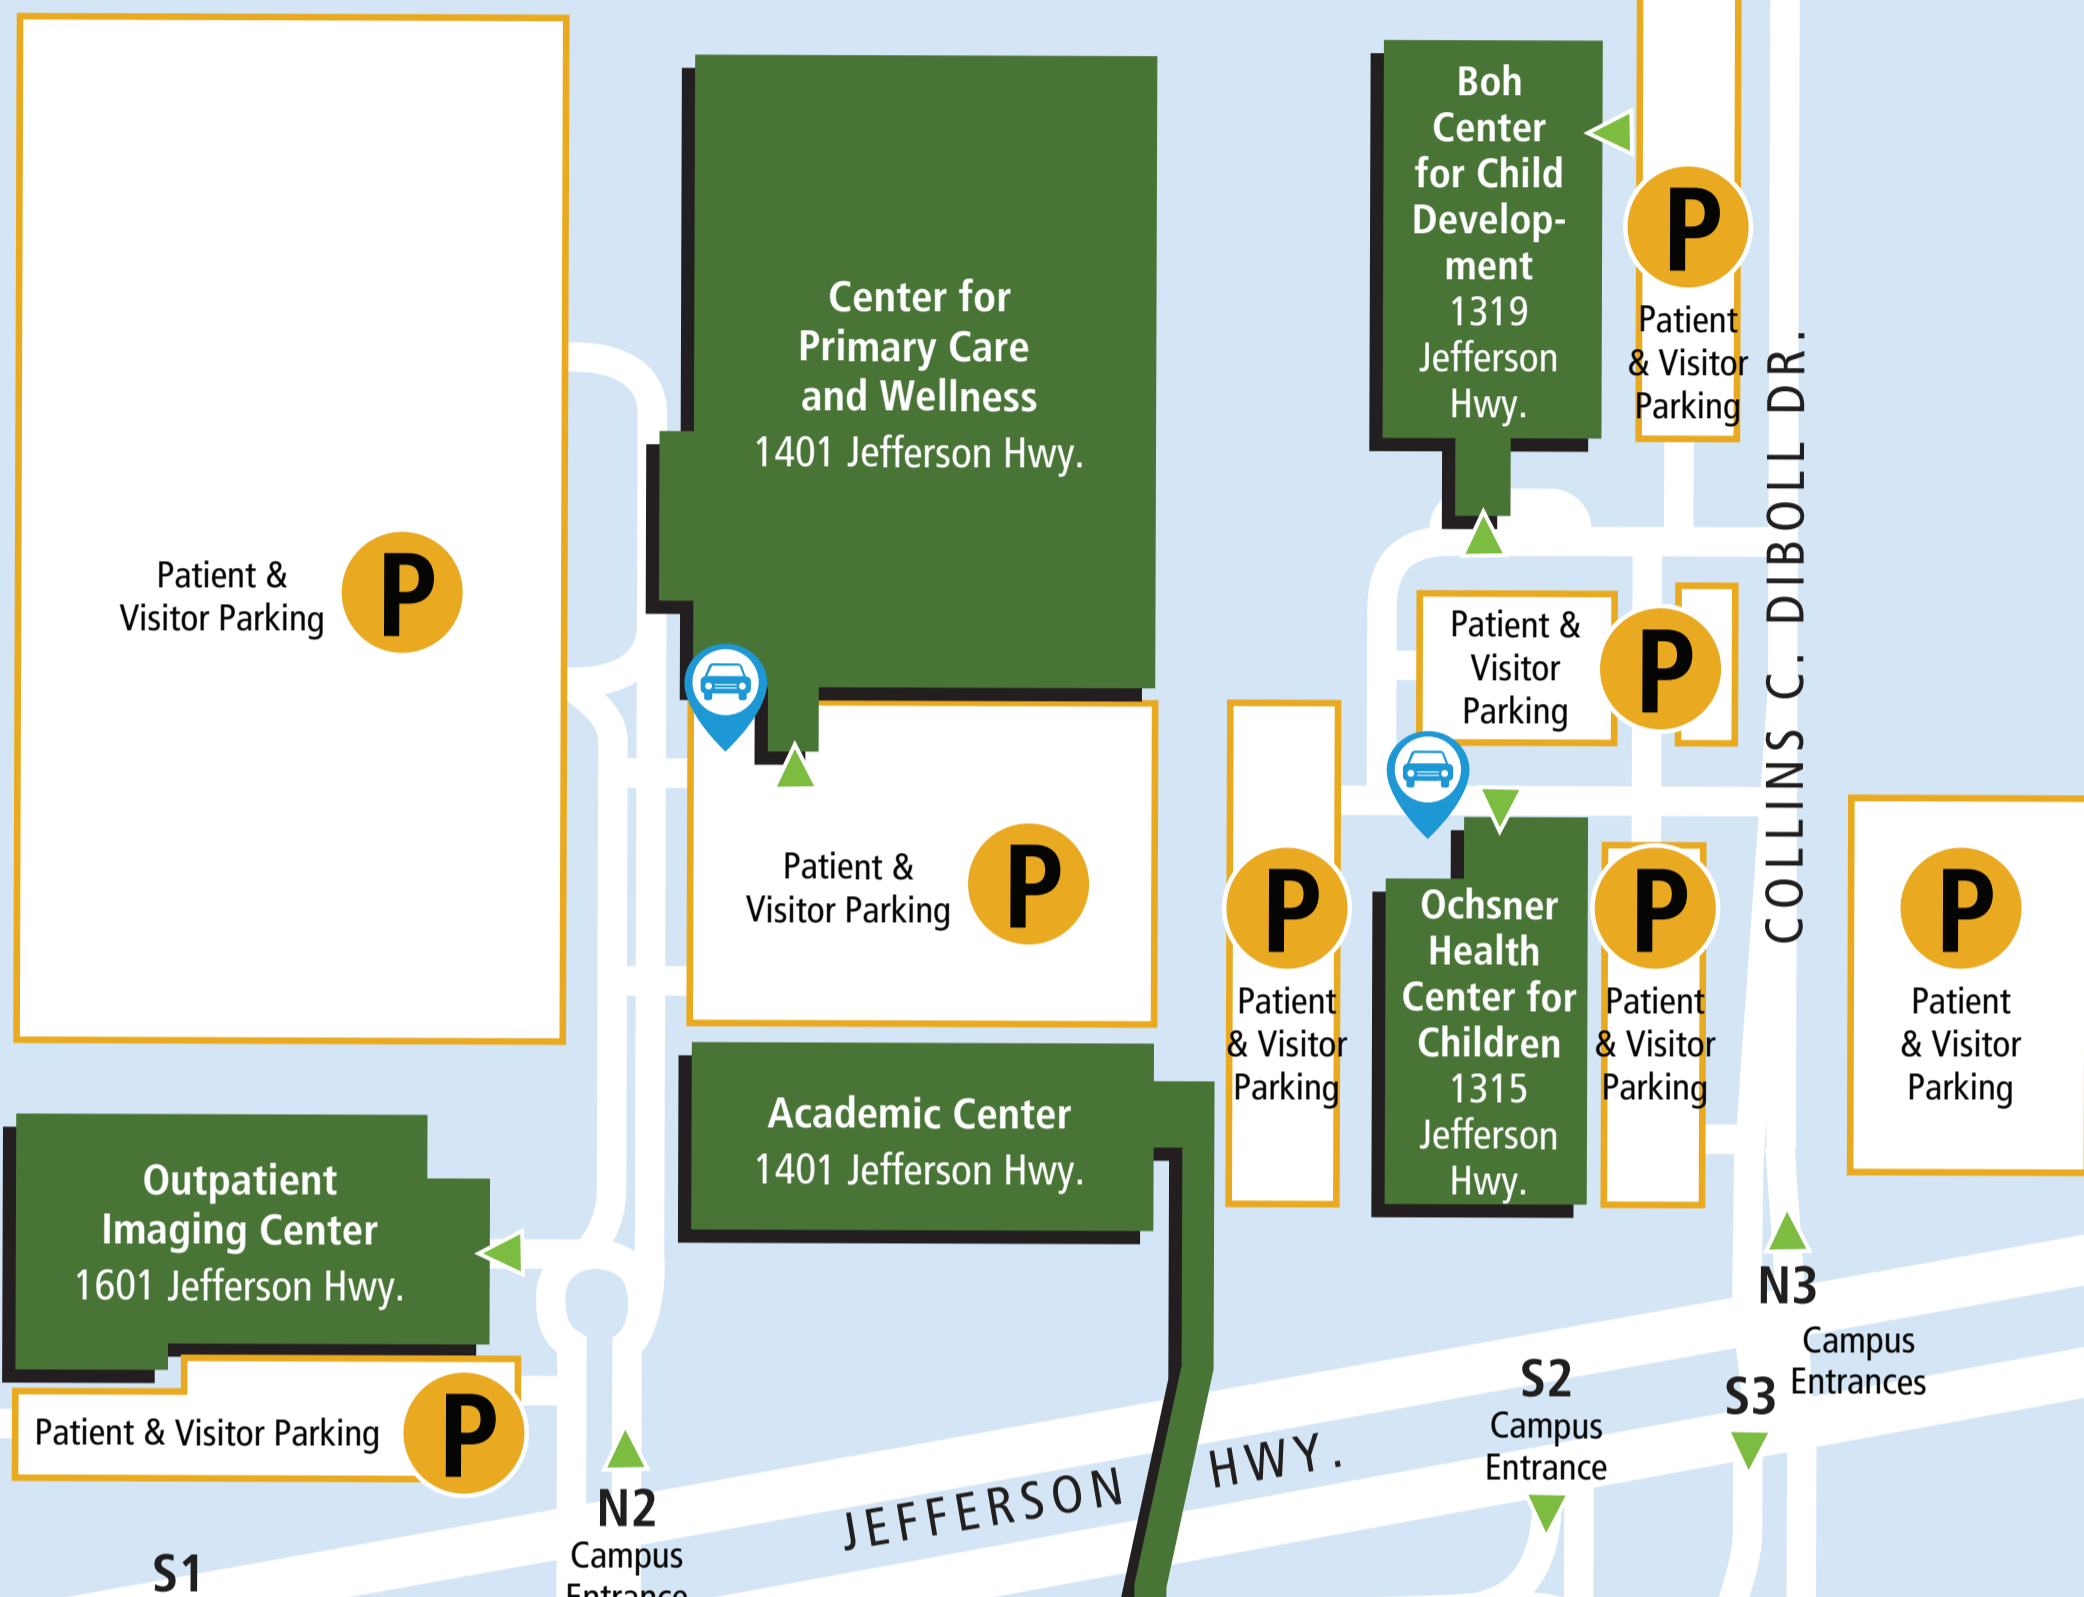 Boh
Center
for Child
Develop-
ment
1319
Jefferson
Hwy.
P
Patient
& Visitor
Parking
Center for
Primary Care
and Wellness
1401 Jefferson Hwy.
COLLINS C. DIBOLL DR.
Patient &
Visitor Parking
P
Patient &
Visitor
Parking
P
Patient &
Visitor Parking
P
P
Patient
& Visitor
Parking
Ochsner
Health
Center for
Children
1315
Jefferson
Hwy.
P
Patient
& Visitor
Parking
P
Patient
& Visitor
Parking
Academic Center
1401 Jefferson Hwy.
Outpatient
Imaging Center
1601 Jefferson Hwy.
Patient & Visitor Parking
P
N3
Campus
Entrances
S3
S2
Campus
Entrance
JEFFERSON HWY.
N2
Campus
Entrance
S1